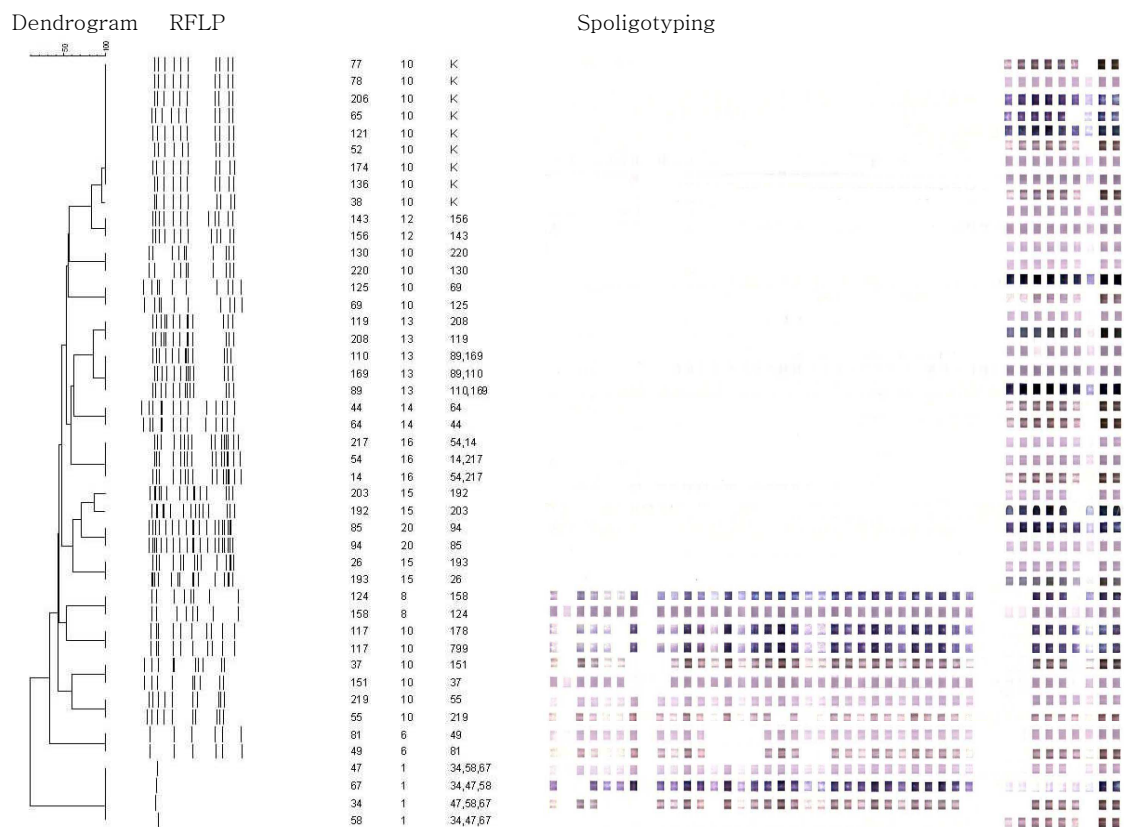 Dendrogram RFLP Spoligotyping
50 100
77 10 K
78 10 K
206 10 K
65 10 K
121 10 K
52 10 K
174 10 K
136 10 K
38 10 K
143 12 156
156 12 143
130 10 220
220 10 130
125 10 69
69 10 125
119 13 208
208 13 119
110 13 89,169
169 13 89,110
89 13 110,169
44 14 64
64 14 44
217 16 54,14
54 16 14,217
14 16 54,217
203 15 192
192 15 203
85 20 94
94 20 85
26 15 193
193 15 26
124 8 158
158 8 124
117 10 178
117 10 799
37 10 151
151 10 37
219 10 55
55 10 219
81 6 49
49 6 81
47 1 34,58,67
67 1 34,47,58
34 1 47,58,67
58 1 34,47,67